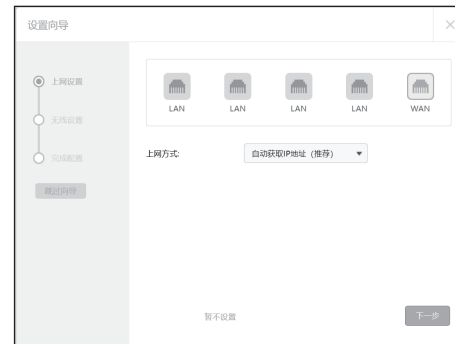 设置向导
上网设置
无线设置
完成配置
跳过向导
LAN LAN LAN LAN WAN
上网方式: 自动获取IP地址（推荐）
暂不设置 下一步